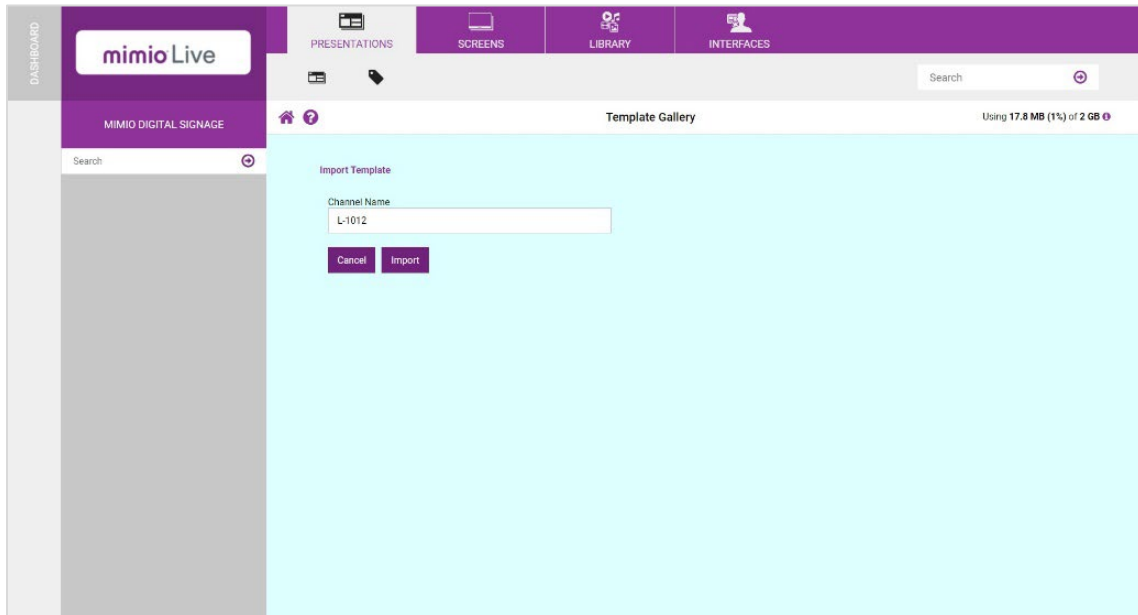 DASHBOARD
mimio Live
PRESENTATIONS
SCREENS
LIBRARY
INTERFACES
Search
MIMIO DIGITAL SIGNAGE
Template Gallery
Using 17.8 MB (1%) of 2 GB
Search
Import Template
Channel Name
L-1012
Cancel
Import